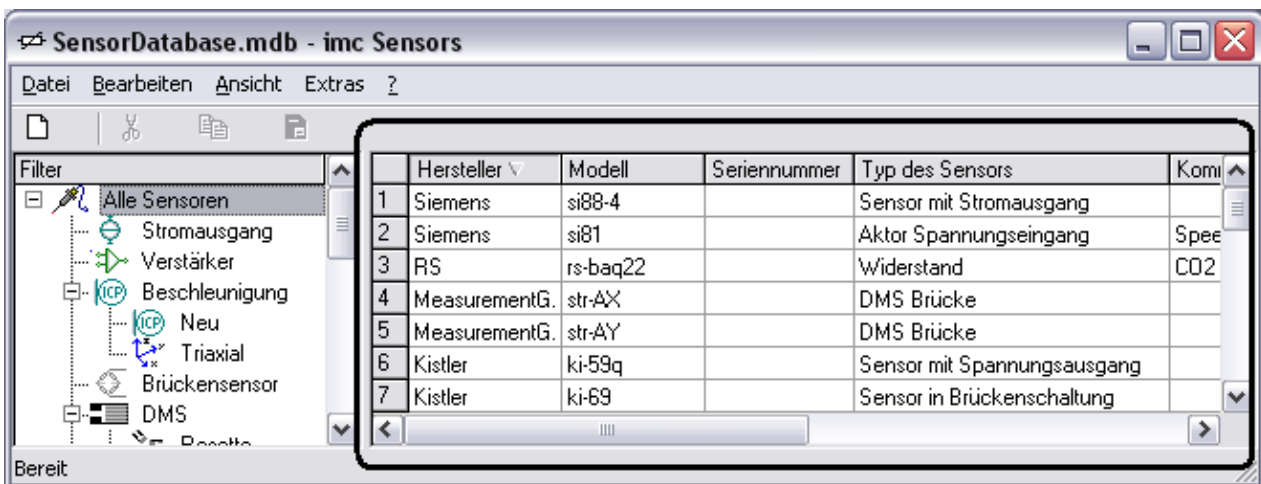 SensorDatabase.mdb - imc Sensors
Datei Bearbeiten Ansicht Extras ?
Filter
Alle Sensoren
Stromausgang
Verstärker
ICP Beschleunigung
ICP Neu
Triaxial
Brückensensor
DMS
Hersteller Modell Seriennummer Typ des Sensors
1 Siemens si88-4 Sensor mit Stromausgang
2 Siemens si81 Aktor Spannungseingang Spee
3 RS rs-baq22 Widerstand CO2
4 MeasurementG. str-AX DMS Brücke
5 MeasurementG. str-AY DMS Brücke
6 Kistler ki-59q Sensor mit Spannungsausgang
7 Kistler ki-69 Sensor in Brückenschaltung
Bereit